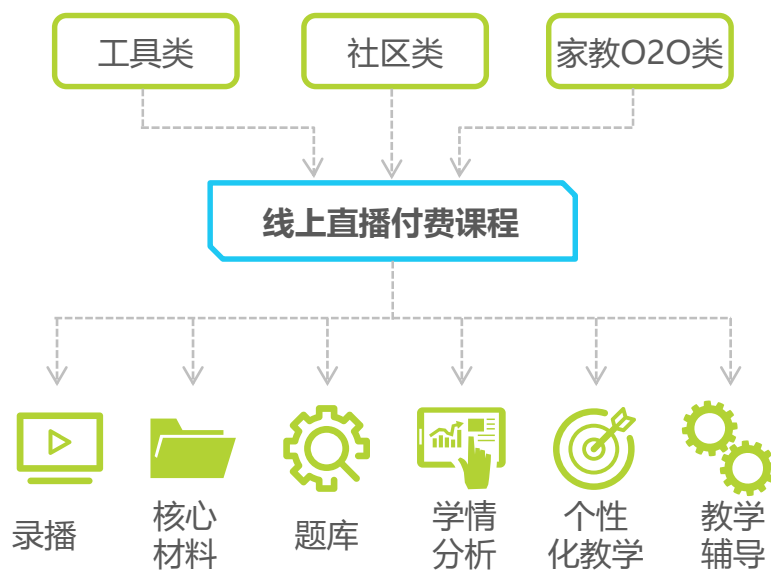 工具类
社区类
家教O2O类
线上直播付费课程
录播
核心
材料
题库
学情
分析
个性
化教学
教学
辅导